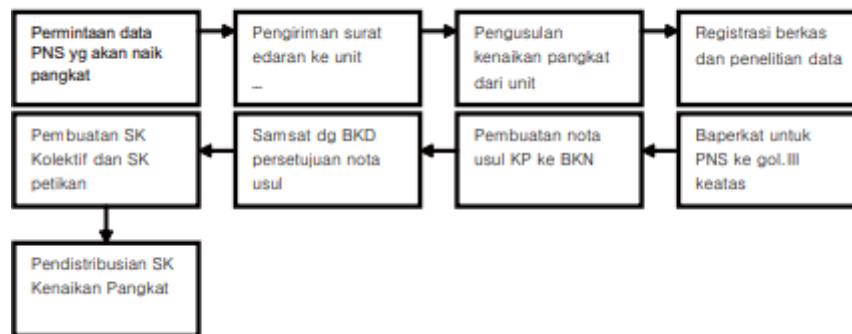 Permintaan data
PNS yg akan naik
pangkat
Pengiriman surat
edaran ke unit
...
Pengusulan
kenaikan pangkat
dari unit
Registrasi berkas
dan penelitian data
Pembuatan SK
Kolektif dan SK
petikan
Samsat dg BKD
persetujuan nota
usul
Pembuatan nota
usul KP ke BKN
Baperkat untuk
PNS ke gol.III
keatas
Pendistribusian SK
Kenaikan Pangkat